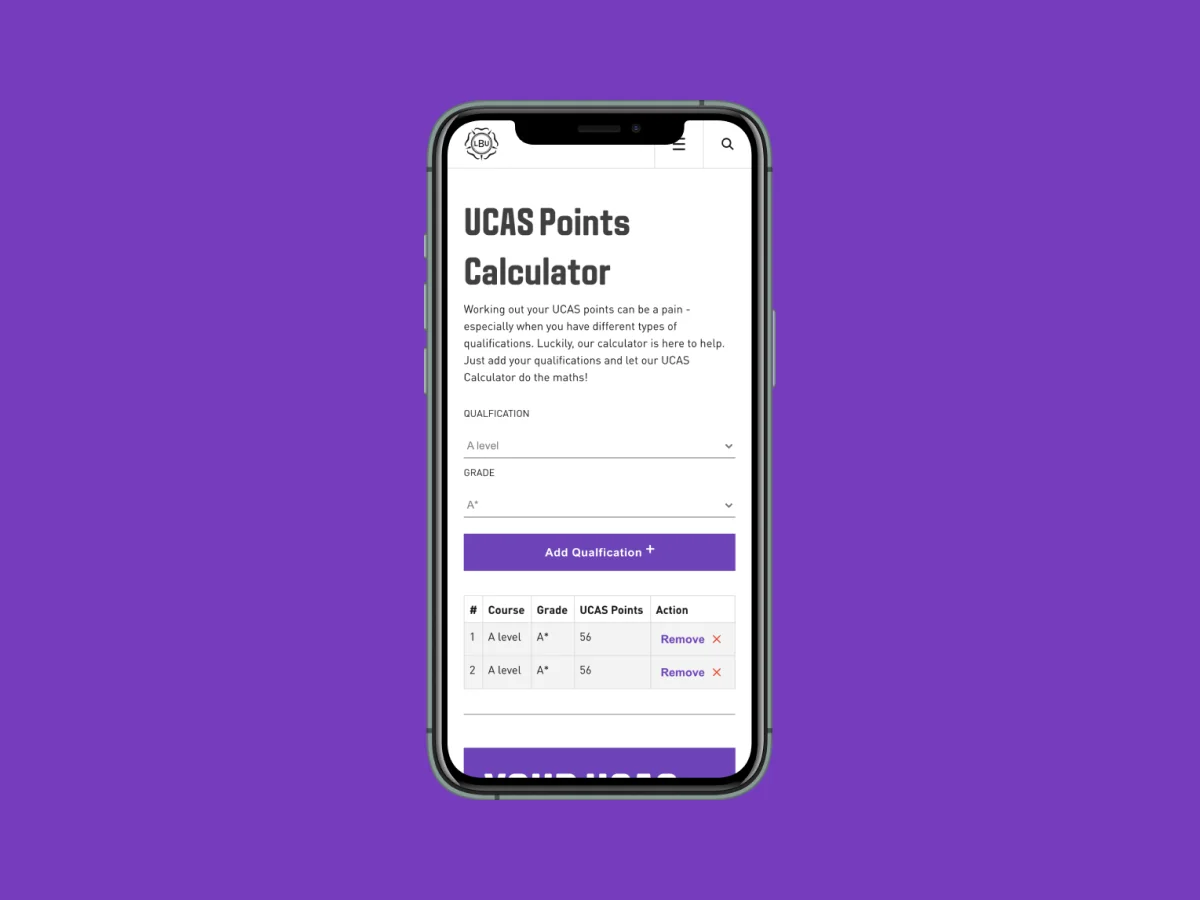 LBU
UCAS Points
Calculator
Working out your UCAS points can be a pain -
especially when you have different types of
qualifications. Luckily, our calculator is here to help.
Just add your qualifications and let our UCAS
Calculator do the maths!
QUALFICATION
A level
GRADE
A*
Add Qualfication +
# Course Grade UCAS Points Action
1 A level A* 56 Remove ×
2 A level A* 56 Remove ×
YOUR UCAS